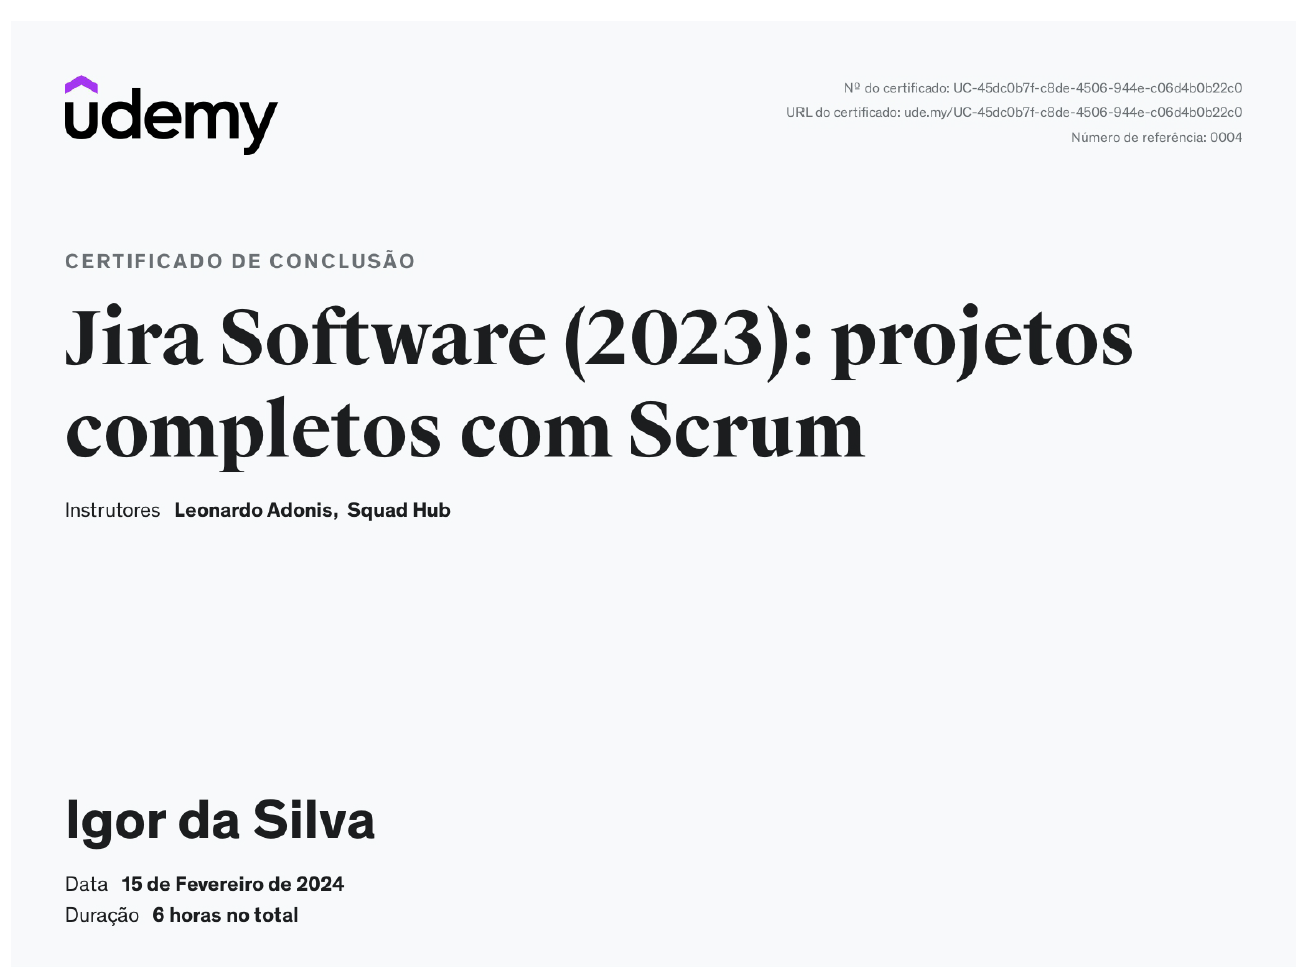 udemy
Nº do certificado: UC-45dc0b7f-c8de-4506-944e-c06d4b0b22c0
URL do certificado: ude.my/UC-45dc0b7f-c8de-4506-944e-c06d4b0b22c0
Número de referência: 0004
CERTIFICADO DE CONCLUSÃO
Jira Software (2023): projetos
completos com Scrum
Instrutores Leonardo Adonis, Squad Hub
Igor da Silva
Data 15 de Fevereiro de 2024
Duração 6 horas no total